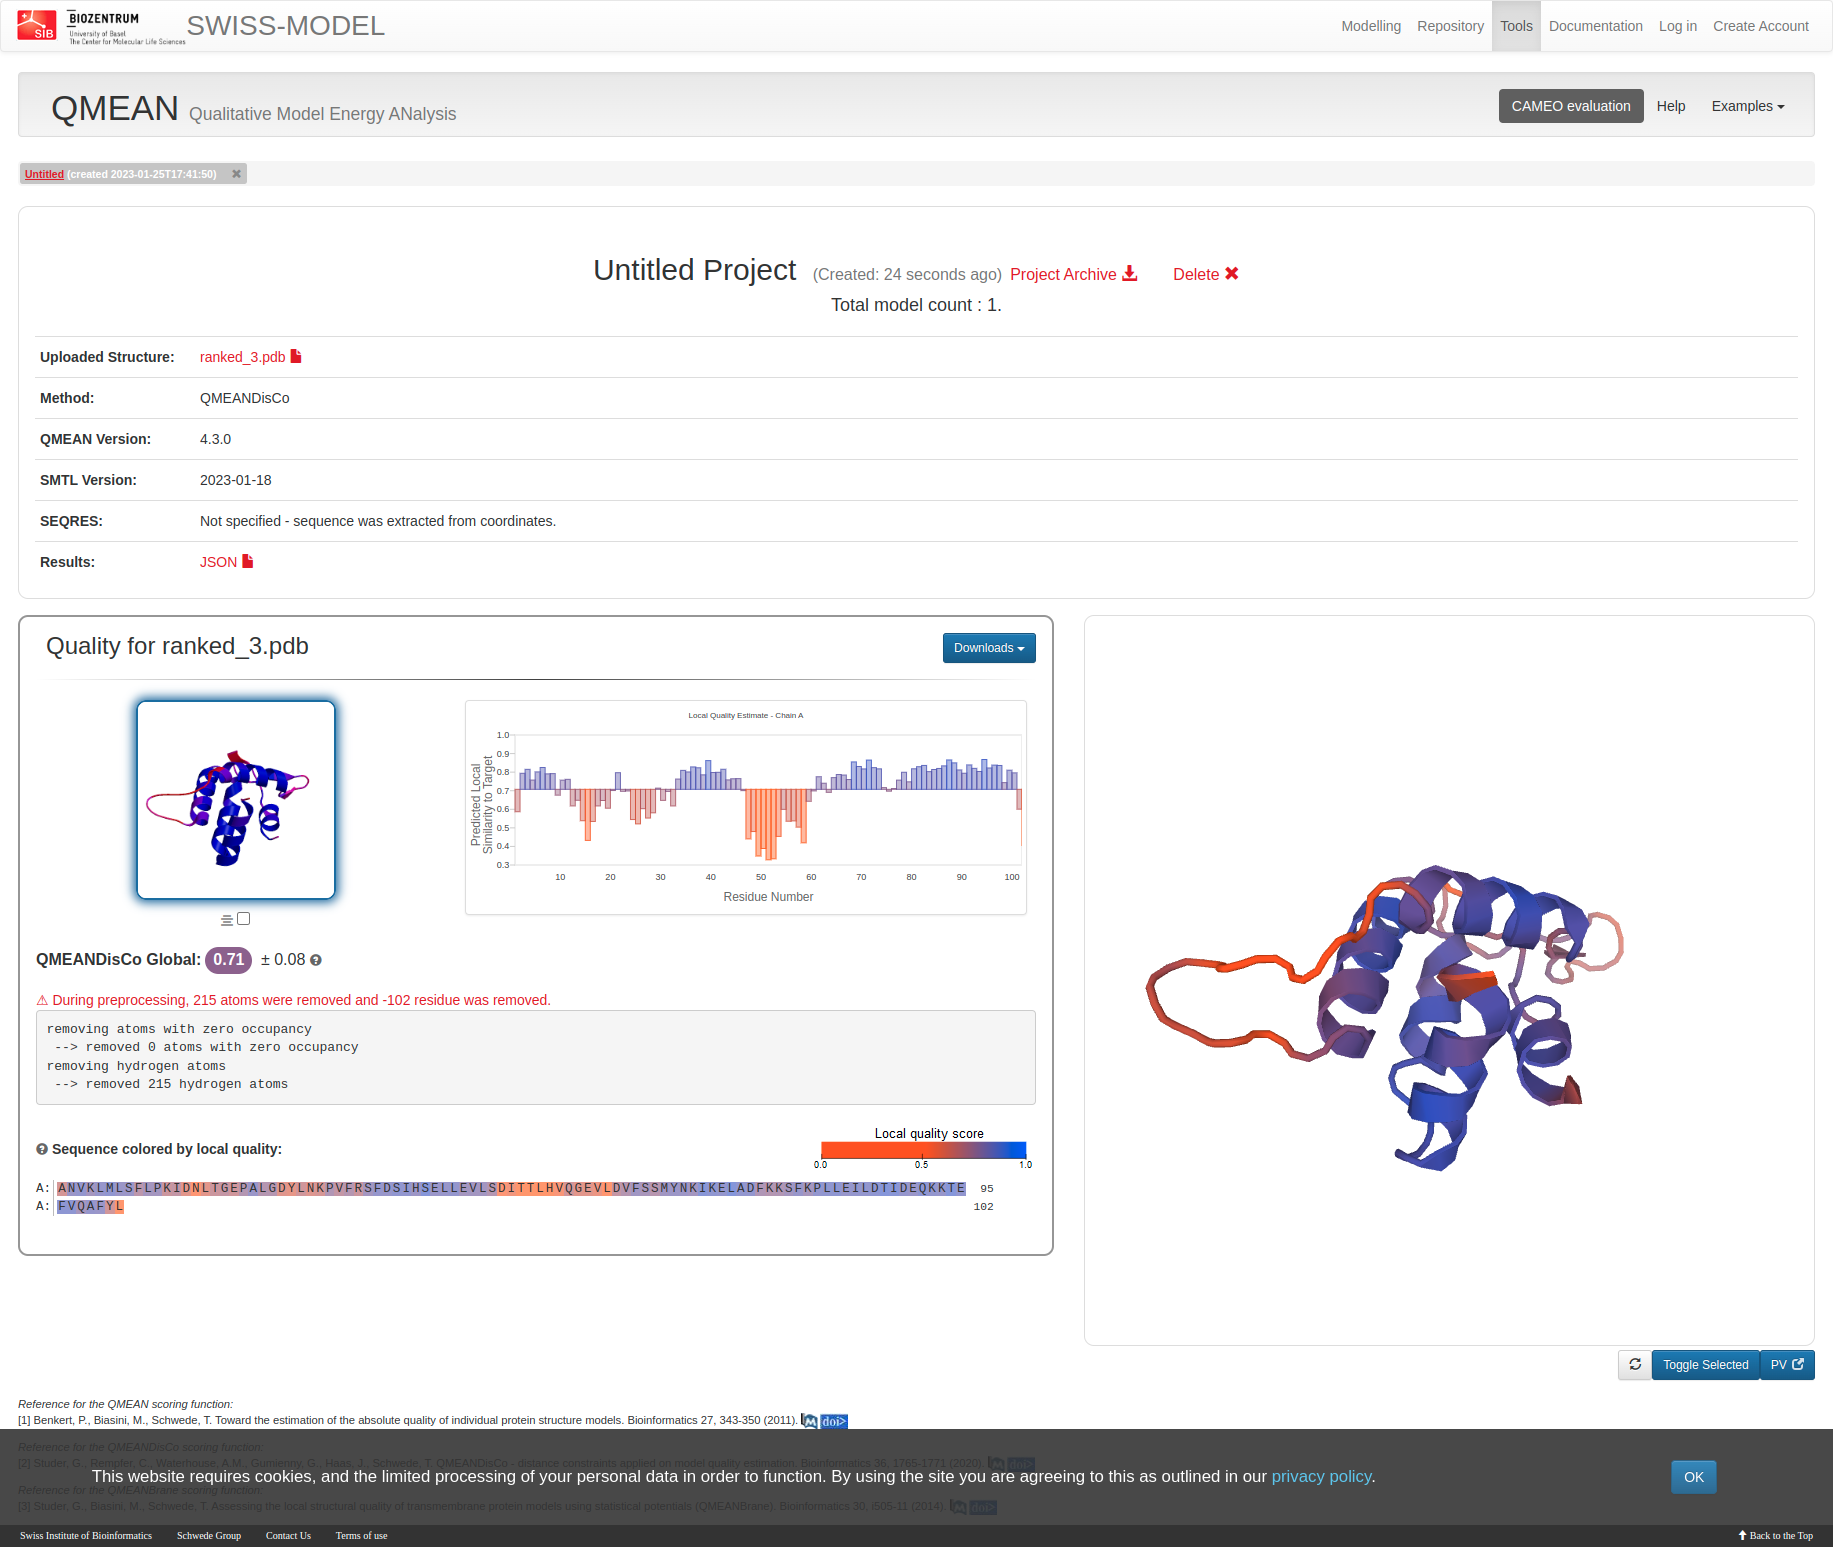 SIB
BIOZENTRUM
University of Basel
The Center for Molecular Life Sciences
SWISS-MODEL
Modelling Repository Tools Documentation Log in Create Account
QMEAN Qualitative Model Energy ANalysis
CAMEO evaluation Help Examples
Untitled (created 2023-01-25T17:41:50)
Untitled Project (Created: 24 seconds ago) Project Archive Delete
Total model count : 1.
Uploaded Structure: ranked_3.pdb
Method: QMEANDisCo
QMEAN Version: 4.3.0
SMTL Version: 2023-01-18
SEQRES: Not specified - sequence was extracted from coordinates.
Results: JSON
Quality for ranked_3.pdb
Downloads
Local Quality Estimate - Chain A
Predicted Local
Similarity to Target
1.0
0.9
0.8
0.7
0.6
0.5
0.4
0.3
10 20 30 40 50 60 70 80 90 100
Residue Number
QMEANDisCo Global: 0.71 ± 0.08
⚠ During preprocessing, 215 atoms were removed and -102 residue was removed.
removing atoms with zero occupancy
--> removed 0 atoms with zero occupancy
removing hydrogen atoms
--> removed 215 hydrogen atoms
Sequence colored by local quality:
Local quality score
0.0 0.5 1.0
A: ANVKLMLSFLPKIDNLTGEPALGDYLNKPVFRSFDSIHSELLEVLSDITTLHVQGEVLDVFSSMYNKIKELADFKKSFKPLLEILDTIDEQKKTE 95
A: FVQAFYL 102
Toggle Selected
PV
Reference for the QMEAN scoring function:
[1] Benkert, P., Biasini, M., Schwede, T. Toward the estimation of the absolute quality of individual protein structure models. Bioinformatics 27, 343-350 (2011). M doi>
Reference for the QMEANDisCo scoring function:
[2] Studer, G., Rempfer, C., Waterhouse, A.M., Gumienny, G., Haas, J., Schwede, T. QMEANDisCo - distance constraints applied on model quality estimation. Bioinformatics 36, 1765-1771 (2020). M doi>
This website requires cookies, and the limited processing of your personal data in order to function. By using the site you are agreeing to this as outlined in our privacy policy.
OK
Reference for the QMEANBrane scoring function:
[3] Studer, G., Biasini, M., Schwede, T. Assessing the local structural quality of transmembrane protein models using statistical potentials (QMEANBrane). Bioinformatics 30, i505-11 (2014). M doi>
Swiss Institute of Bioinformatics Schwede Group Contact Us Terms of use
Back to the Top